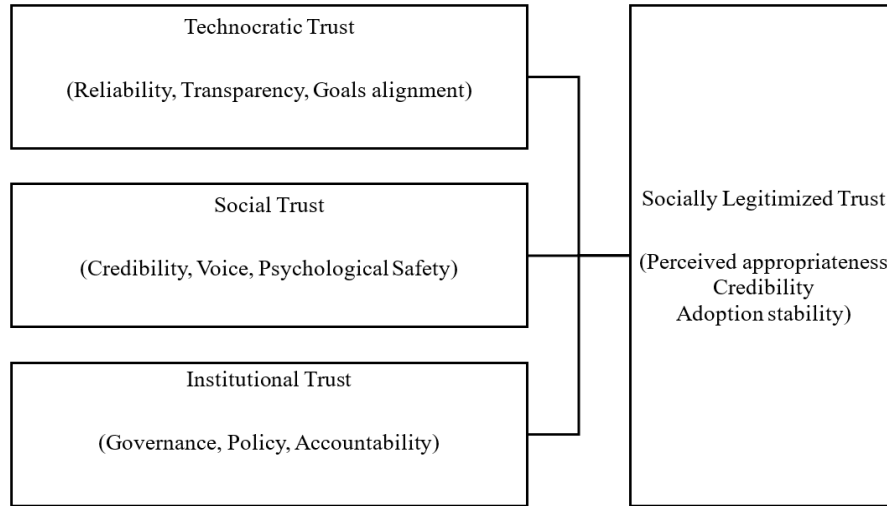 Technocratic Trust
(Reliability, Transparency, Goals alignment)
Social Trust
(Credibility, Voice, Psychological Safety)
Institutional Trust
(Governance, Policy, Accountability)
Socially Legitimized Trust
(Perceived appropriateness
Credibility
Adoption stability)